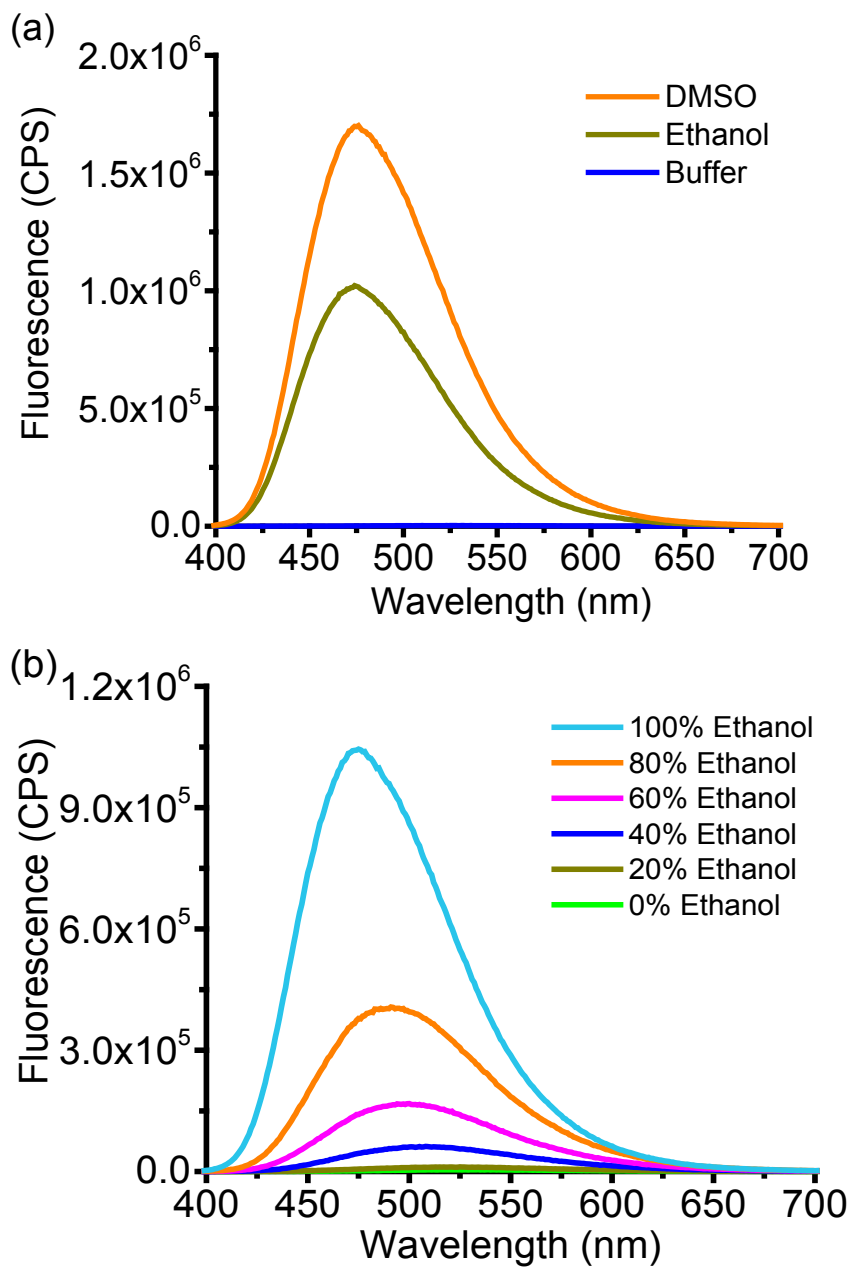 (a)
2.0x10⁶
1.5x10⁶
1.0x10⁶
5.0x10⁵
0.0
Fluorescence (CPS)
DMSO
Ethanol
Buffer
400 450 500 550 600 650 700
Wavelength (nm)
(b)
1.2x10⁶
9.0x10⁵
6.0x10⁵
3.0x10⁵
0.0
Fluorescence (CPS)
100% Ethanol
80% Ethanol
60% Ethanol
40% Ethanol
20% Ethanol
0% Ethanol
400 450 500 550 600 650 700
Wavelength (nm)